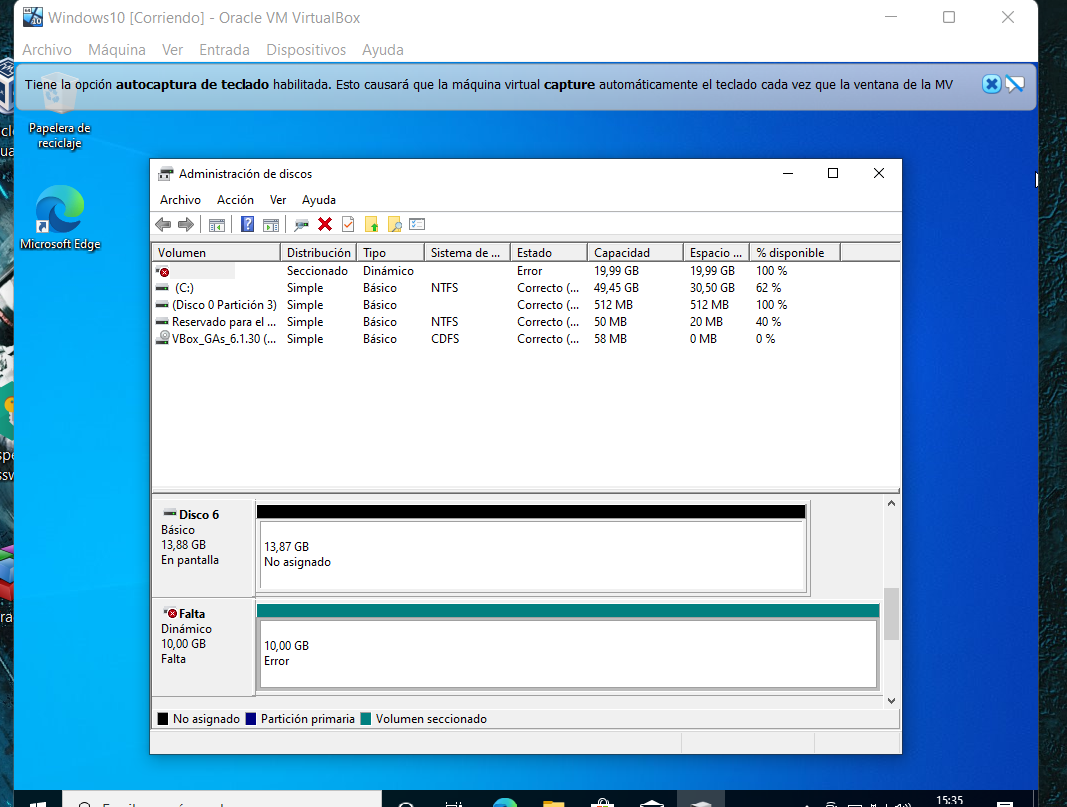 Windows10 [Corriendo] - Oracle VM VirtualBox
Archivo Máquina Ver Entrada Dispositivos Ayuda
Tiene la opción autocaptura de teclado habilitada. Esto causará que la máquina virtual capture automáticamente el teclado cada vez que la ventana de la MV
Papelera de
reciclaje
Microsoft Edge
Administración de discos
Archivo Acción Ver Ayuda
Volumen Distribución Tipo Sistema de ... Estado Capacidad Espacio ... % disponible
Seccionado Dinámico Error 19,99 GB 19,99 GB 100 %
(C:) Simple Básico NTFS Correcto (... 49,45 GB 30,50 GB 62 %
(Disco 0 Partición 3) Simple Básico Correcto (... 512 MB 512 MB 100 %
Reservado para el ... Simple Básico NTFS Correcto (... 50 MB 20 MB 40 %
VBox_GAs_6.1.30 (... Simple Básico CDFS Correcto (... 58 MB 0 MB 0 %
Disco 6
Básico
13,88 GB
En pantalla
13,87 GB
No asignado
Falta
Dinámico
10,00 GB
Falta
10,00 GB
Error
No asignado Partición primaria Volumen seccionado
15:35